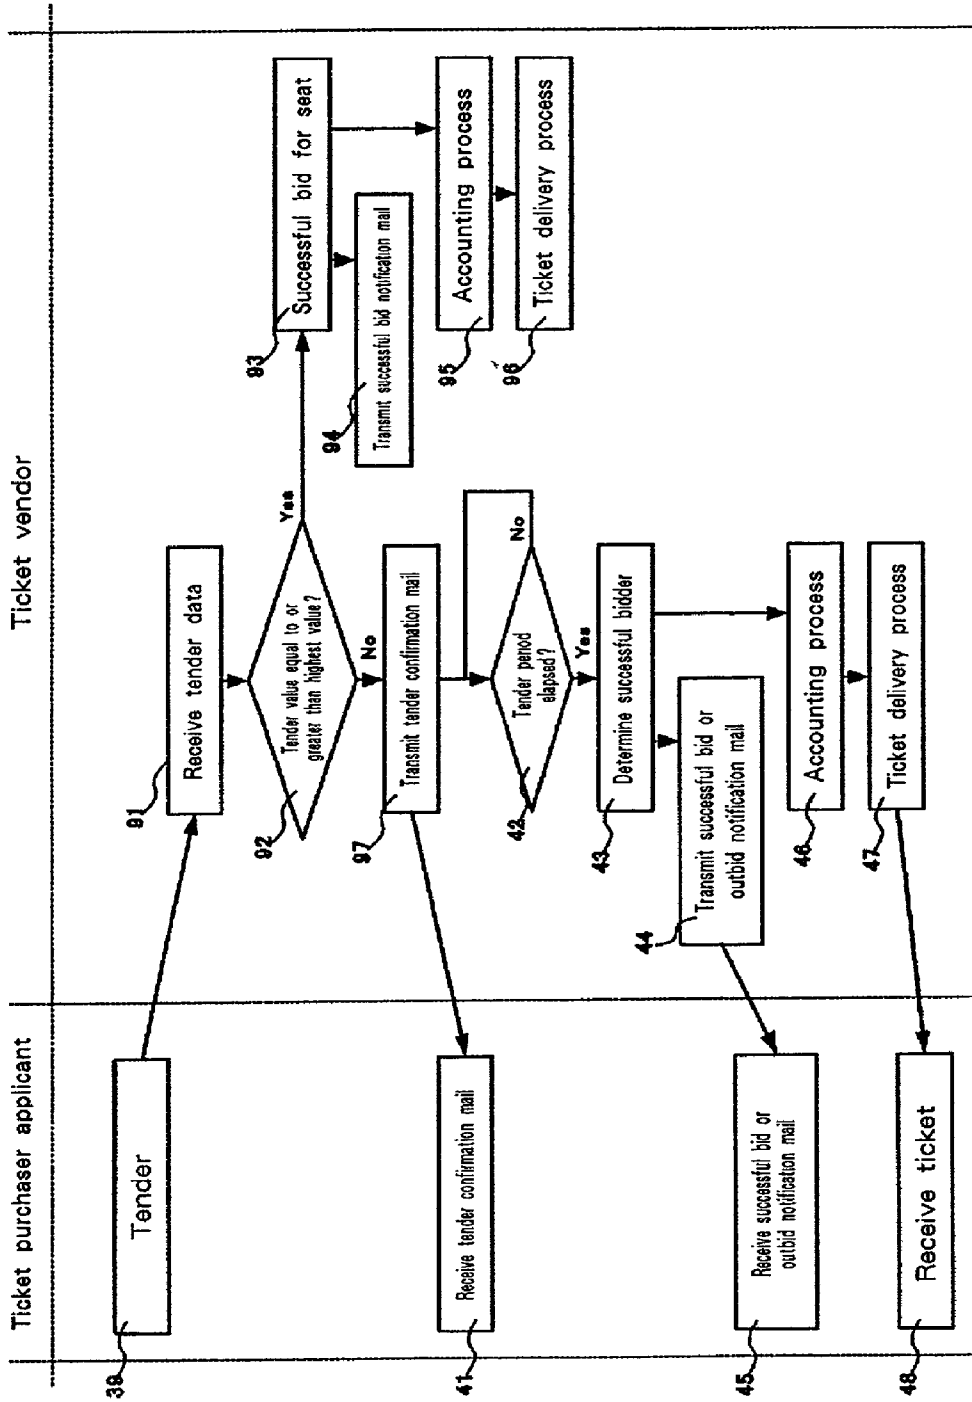 Ticket purchaser applicant
Ticket vendor
39
Tender
91
Receive tender data
92
Tender value equal to or
greater than highest value?
Yes
No
93
Successful bid for seat
94
Transmit successful bid notification mail
95
Accounting process
96
Ticket delivery process
97
Transmit tender confirmation mail
41
Receive tender confirmation mail
42
Tender period
elapsed?
No
Yes
43
Determine successful bidder
44
Transmit successful bid or
outbid notification mail
45
Receive successful bid or
outbid notification mail
46
Accounting process
47
Ticket delivery process
48
Receive ticket